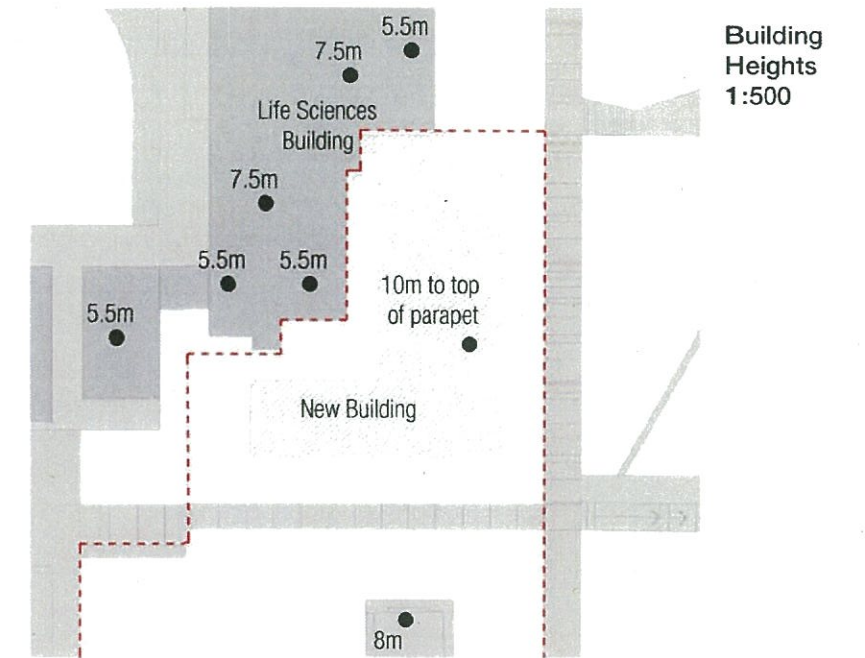 5.5m
7.5m
Life Sciences
Building
7.5m
5.5m 5.5m
5.5m
10m to top
of parapet
New Building
8m
Building
Heights
1:500